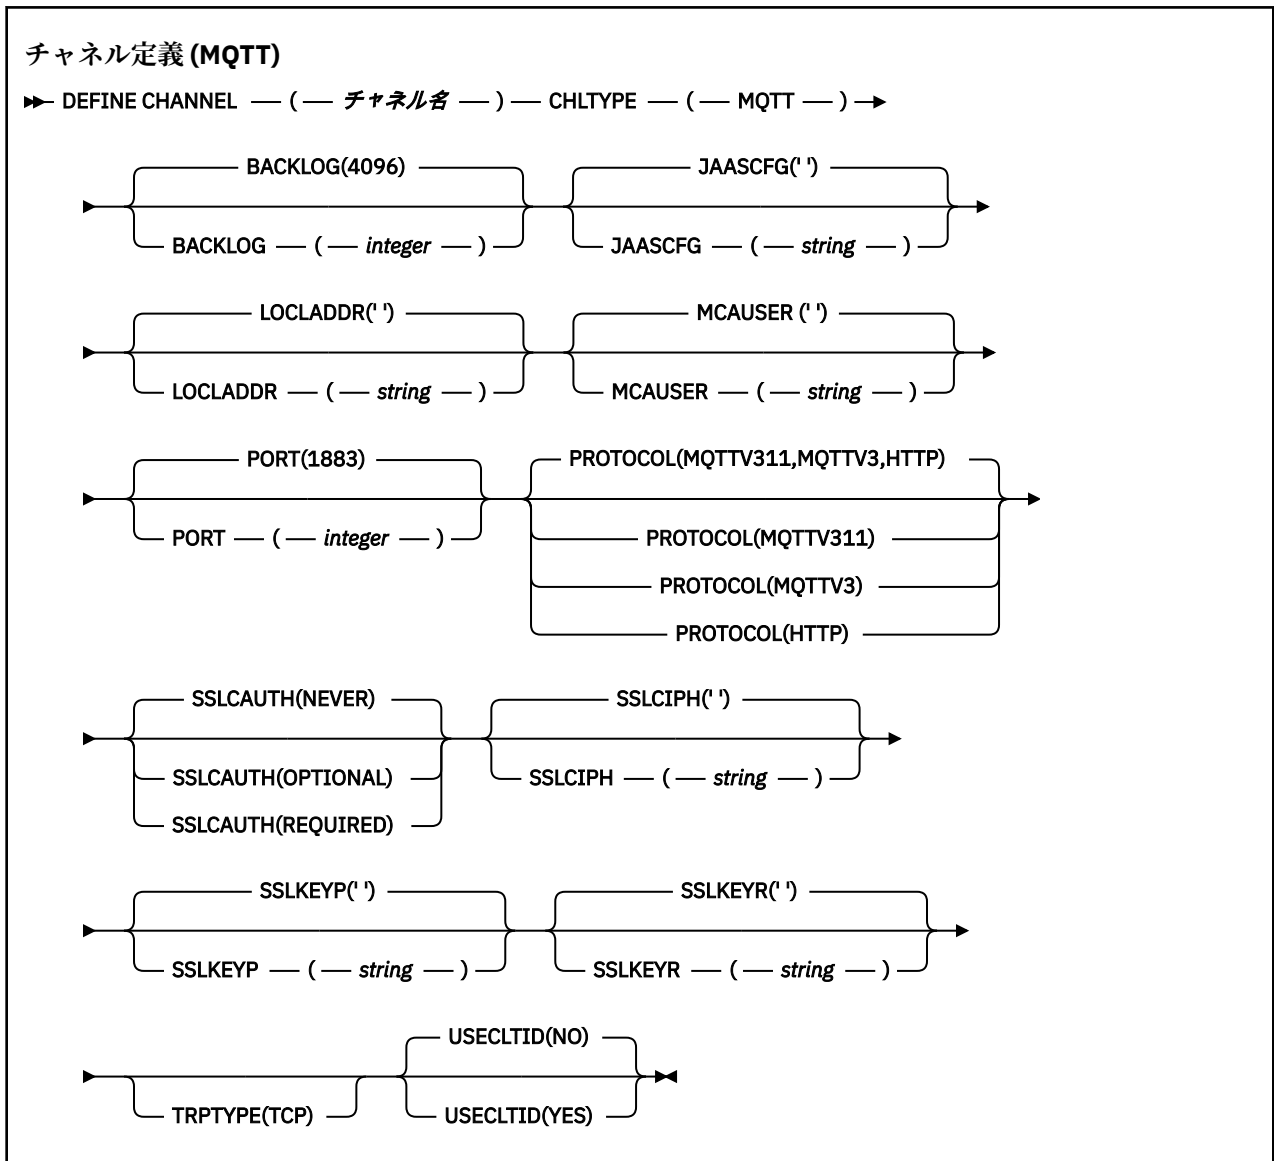 チャネル定義 (MQTT)
DEFINE CHANNEL ( チャネル名 ) CHLTYPE ( MQTT )
BACKLOG(4096) JAASCFG(' ')
BACKLOG ( integer ) JAASCFG ( string )
LOCLADDR(' ') MCAUSER (' ')
LOCLADDR ( string ) MCAUSER ( string )
PORT(1883) PROTOCOL(MQTTV311,MQTTV3,HTTP)
PORT ( integer ) PROTOCOL(MQTTV311)
PROTOCOL(MQTTV3)
PROTOCOL(HTTP)
SSLCAUTH(NEVER) SSLCIPH(' ')
SSLCAUTH(OPTIONAL) SSLCIPH ( string )
SSLCAUTH(REQUIRED)
SSLKEYP(' ') SSLKEYR(' ')
SSLKEYP ( string ) SSLKEYR ( string )
USECLTID(NO)
TRPTYPE(TCP) USECLTID(YES)